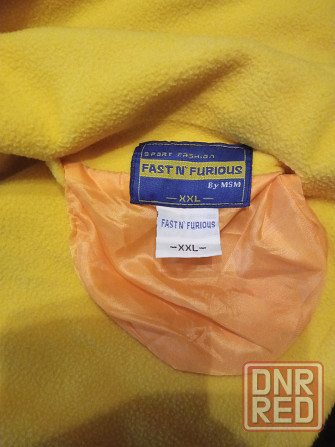 SPORT FASHION
FAST N' FURIOUS
By MSM
-XXL-
FAST N' FURIOUS
-XXL-
DNR
RED